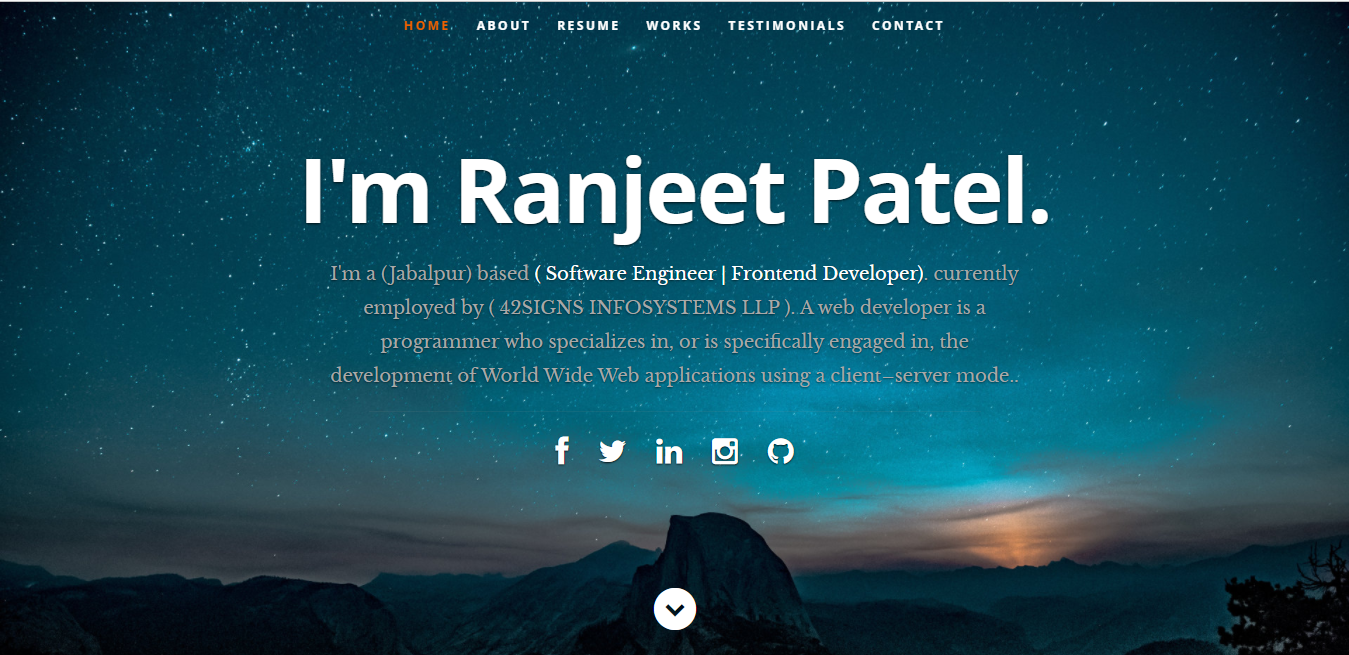 HOME ABOUT RESUME WORKS TESTIMONIALS CONTACT
I'm Ranjeet Patel.
I'm a (Jabalpur) based ( Software Engineer | Frontend Developer). currently
employed by ( 42SIGNS INFOSYSTEMS LLP ). A web developer is a
programmer who specializes in, or is specifically engaged in, the
development of World Wide Web applications using a client–server mode..